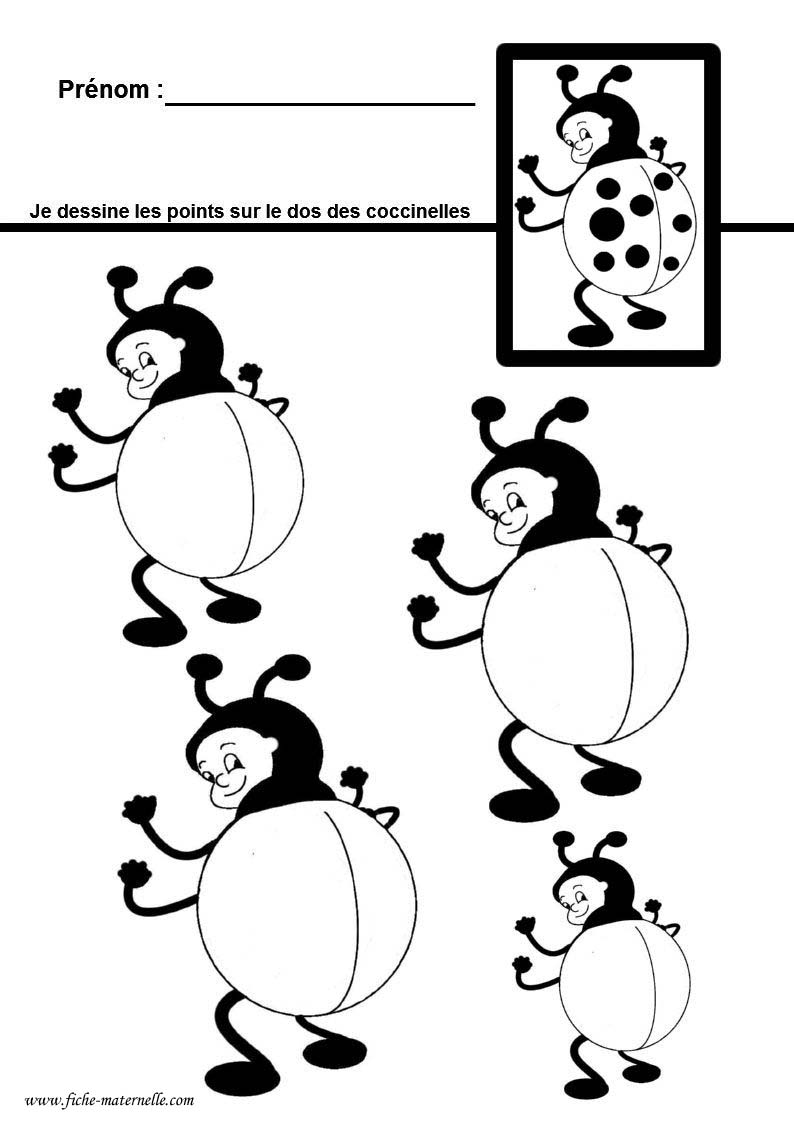 Prénom :
Je dessine les points sur le dos des coccinelles
www.fiche-maternelle.com